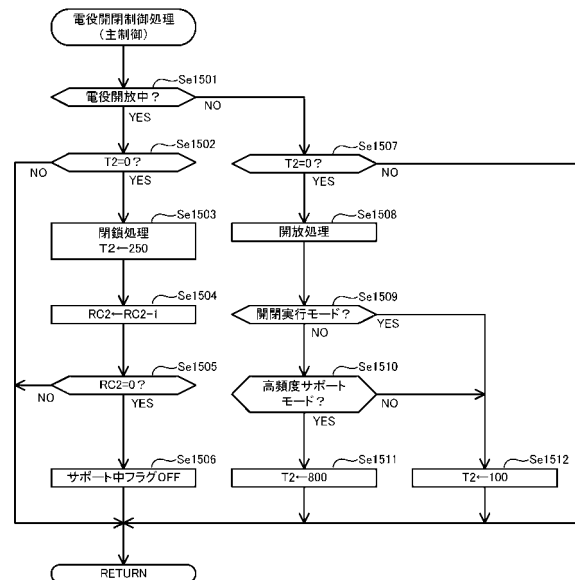 電役開閉制御処理
(主制御)
Se1501
電役開放中？
NO
YES
Se1502
T2=0？
NO
YES
Se1507
T2=0？
NO
YES
Se1503
閉鎖処理
T2←250
Se1508
開放処理
Se1504
RC2←RC2-1
Se1509
開閉実行モード？
NO
YES
Se1505
RC2=0？
NO
YES
Se1510
高頻度サポート
モード？
NO
YES
Se1506
サポート中フラグOFF
Se1511
T2←800
Se1512
T2←100
RETURN